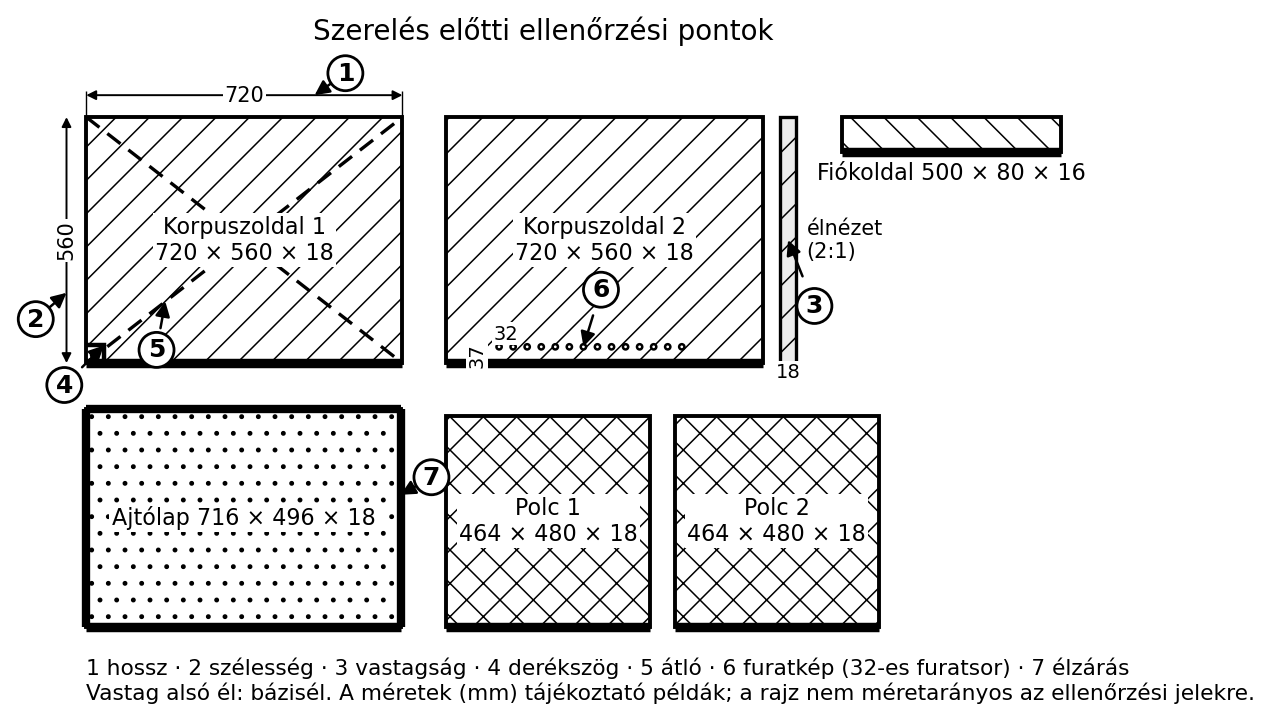 Szerelés előtti ellenőrzési pontok
1
720
560
Korpuszoldal 1
720 × 560 × 18
2
5
4
Korpuszoldal 2
720 × 560 × 18
6
32
37
élnézet
(2:1)
3
18
Fiókoldal 500 × 80 × 16
Ajtólap 716 × 496 × 18
7
Polc 1
464 × 480 × 18
Polc 2
464 × 480 × 18
1 hossz · 2 szélesség · 3 vastagság · 4 derékszög · 5 átló · 6 furatkép (32-es furatsor) · 7 élzárás
Vastag alsó él: bázisél. A méretek (mm) tájékoztató példák; a rajz nem méretarányos az ellenőrzési jelekre.